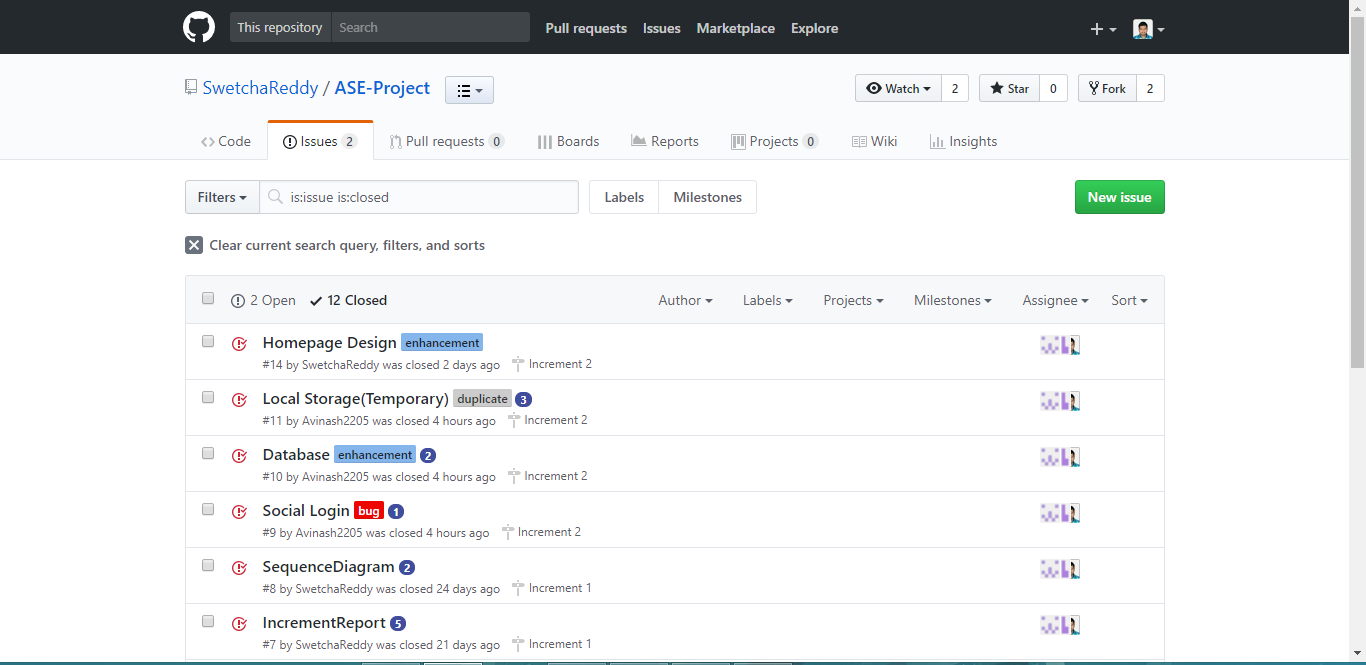 This repository Search Pull requests Issues Marketplace Explore
SwetchaReddy / ASE-Project Watch 2 Star 0 Fork 2
Code Issues 2 Pull requests 0 Boards Reports Projects 0 Wiki Insights
Filters is:issue is:closed Labels Milestones New issue
Clear current search query, filters, and sorts
2 Open 12 Closed Author Labels Projects Milestones Assignee Sort
Homepage Design enhancement
#14 by SwetchaReddy was closed 2 days ago Increment 2
Local Storage(Temporary) duplicate 3
#11 by Avinash2205 was closed 4 hours ago Increment 2
Database enhancement 2
#10 by Avinash2205 was closed 4 hours ago Increment 2
Social Login bug 1
#9 by Avinash2205 was closed 4 hours ago Increment 2
SequenceDiagram 2
#8 by SwetchaReddy was closed 24 days ago Increment 1
IncrementReport 5
#7 by SwetchaReddy was closed 21 days ago Increment 1